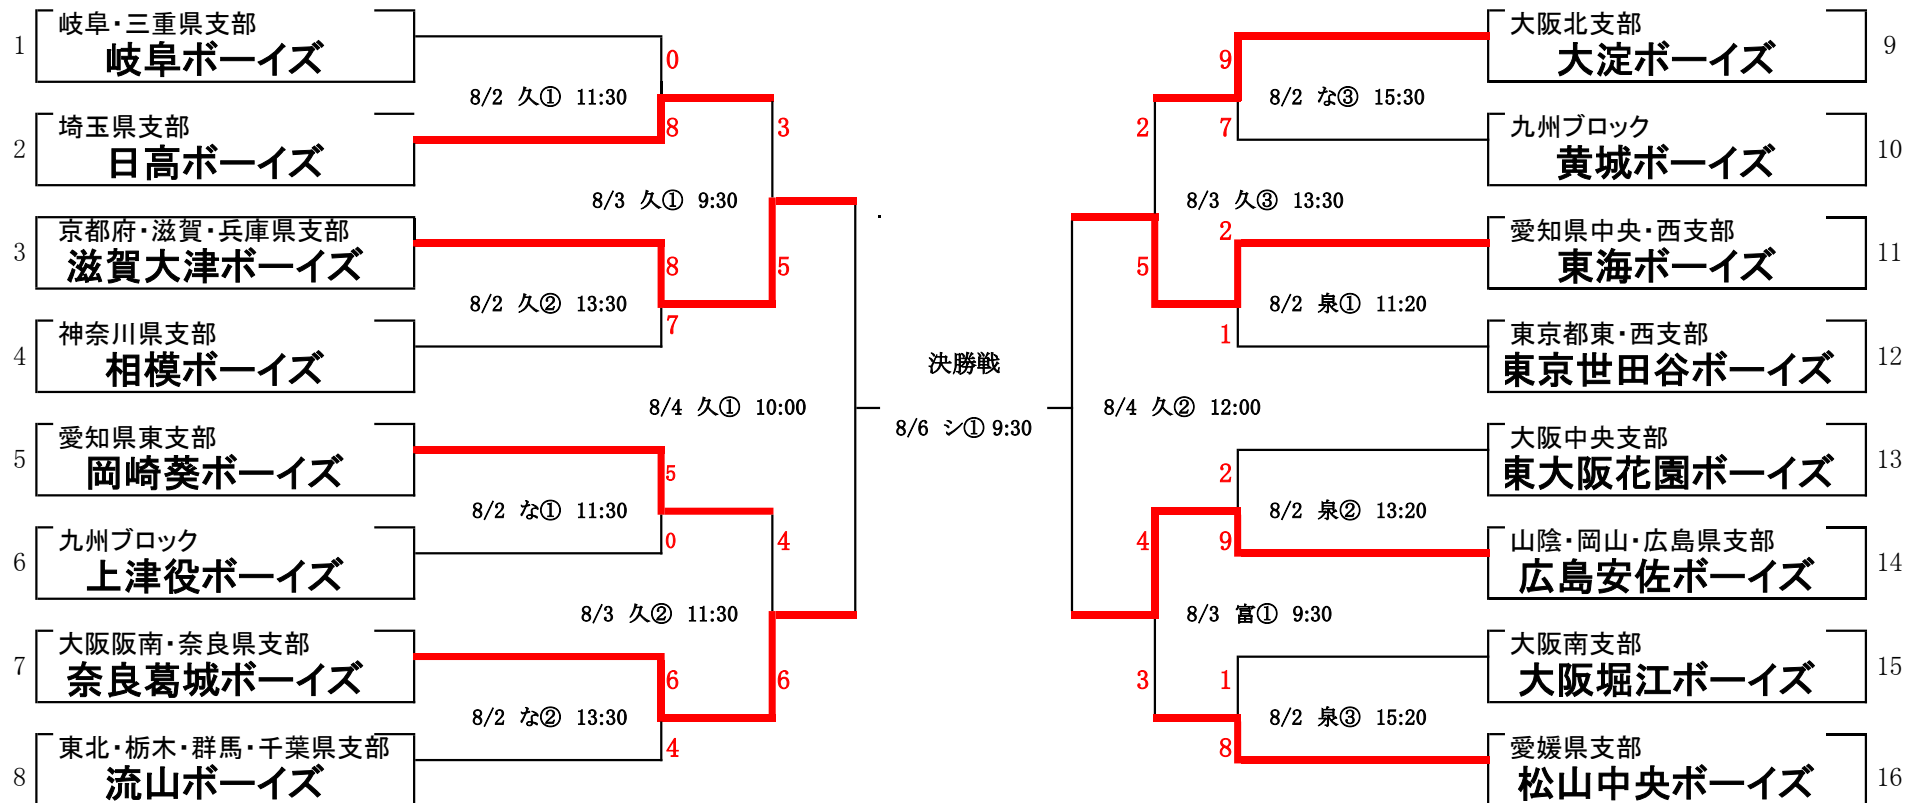 1
岐阜・三重県支部
岐阜ボーイズ
0
8/2 久① 11:30
2
埼玉県支部
日高ボーイズ
8
3
8/3 久① 9:30
3
京都府・滋賀・兵庫県支部
滋賀大津ボーイズ
8
5
8/2 久② 13:30
4
神奈川県支部
相模ボーイズ
7
8/4 久① 10:00
5
愛知県東支部
岡崎葵ボーイズ
5
8/2 な① 11:30
6
九州ブロック
上津役ボーイズ
0
4
8/3 久② 11:30
7
大阪阪南・奈良県支部
奈良葛城ボーイズ
6
6
8/2 な② 13:30
8
東北・栃木・群馬・千葉県支部
流山ボーイズ
4
決勝戦
8/6 シ① 9:30
大阪北支部
大淀ボーイズ
9
9
8/2 な③ 15:30
九州ブロック
黄城ボーイズ
10
7
2
8/3 久③ 13:30
愛知県中央・西支部
東海ボーイズ
11
2
5
8/2 泉① 11:20
東京都東・西支部
東京世田谷ボーイズ
12
1
8/4 久② 12:00
大阪中央支部
東大阪花園ボーイズ
13
2
8/2 泉② 13:20
山陰・岡山・広島県支部
広島安佐ボーイズ
14
9
4
8/3 富① 9:30
大阪南支部
大阪堀江ボーイズ
15
1
3
8/2 泉③ 15:20
愛媛県支部
松山中央ボーイズ
16
8